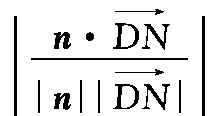 | n · DN⃗ / |n||DN⃗| |